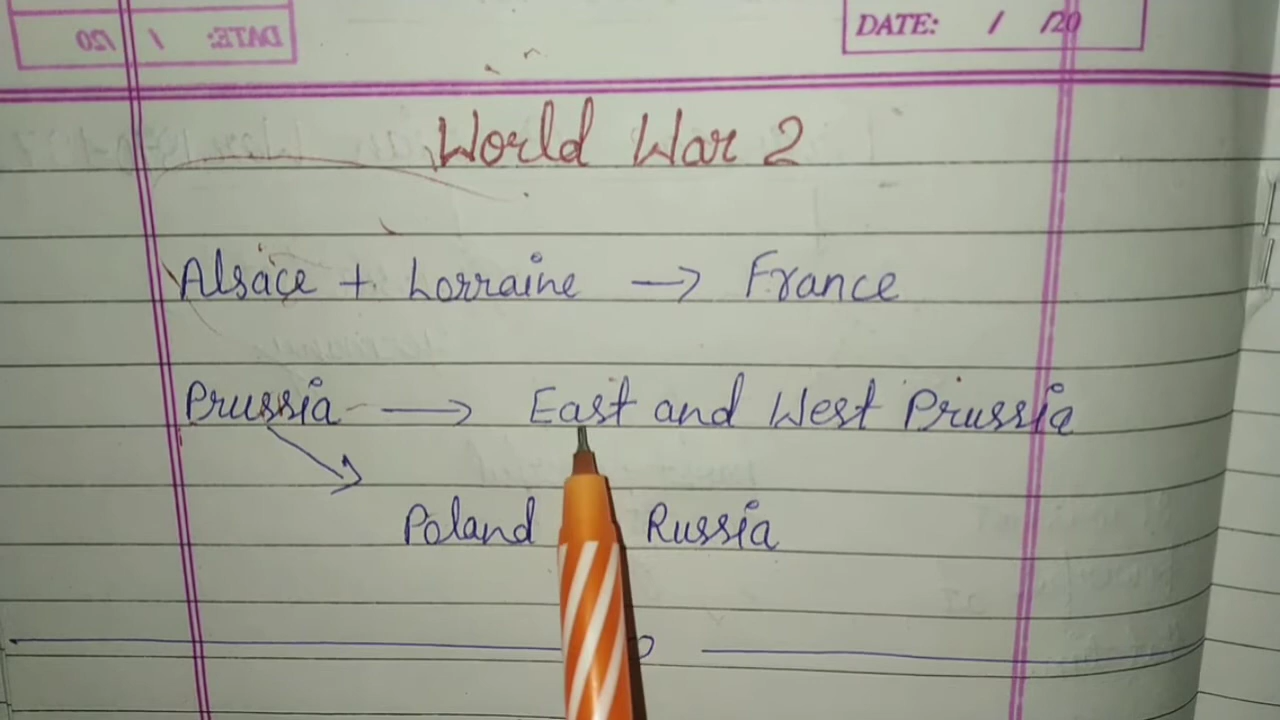 DATE: / /20
DATE: / /20
World War 2
Alsace + Lorraine → France
Prussia → East and West Prussia
Poland Russia